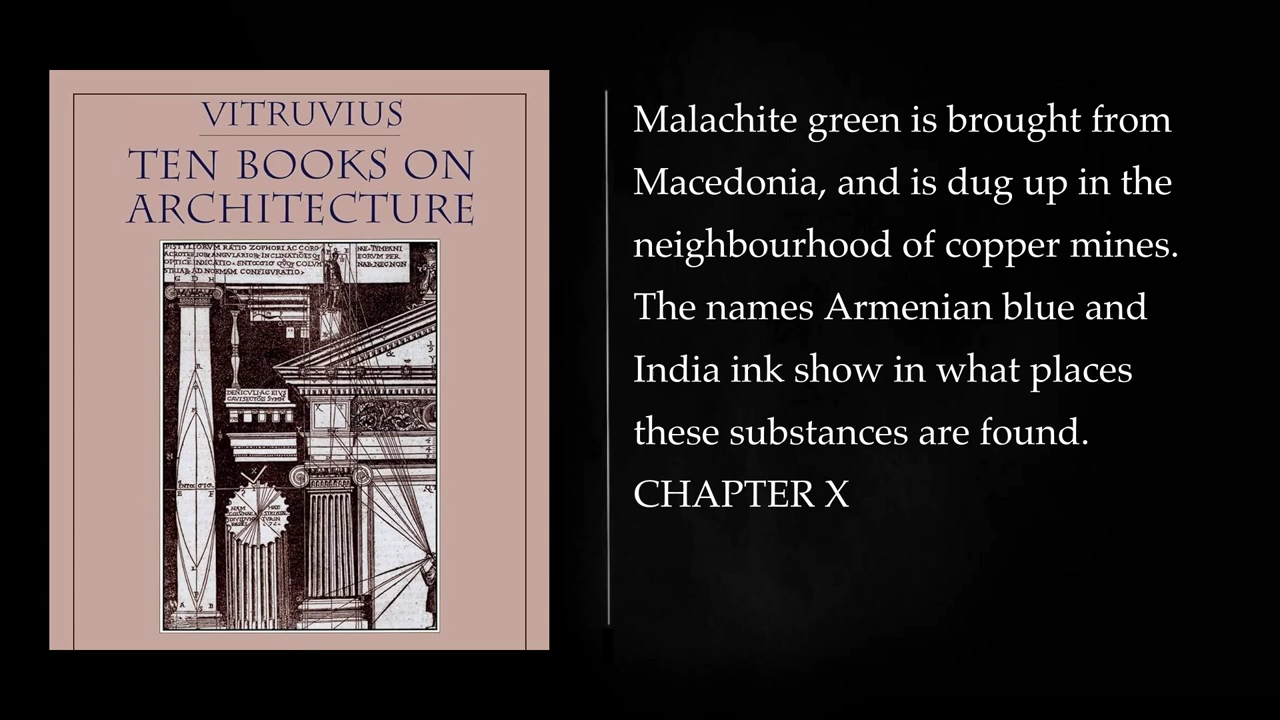 VITRUVIUS
TEN BOOKS ON
ARCHITECTURE
Malachite green is brought from
Macedonia, and is dug up in the
neighbourhood of copper mines.
The names Armenian blue and
India ink show in what places
these substances are found.
CHAPTER X